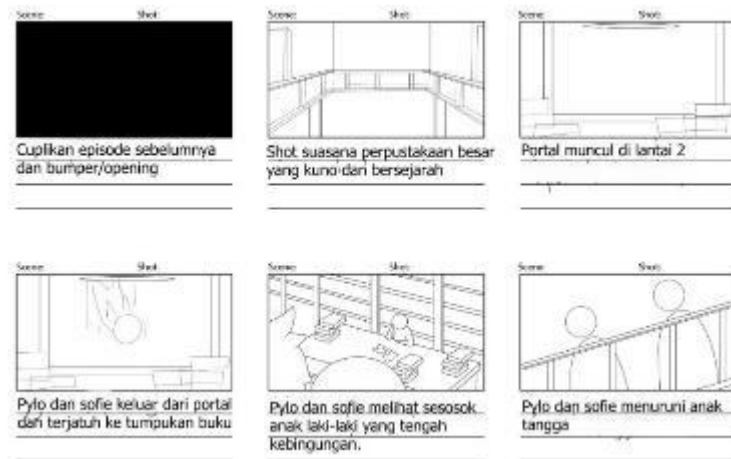 Scene: Shot:
Scene: Shot:
Scene: Shot:
Cuplikan episode sebelumnya
dan bumper/opening
Shot suasana perpustakaan besar
yang kuno dan bersejarah
Portal muncul di lantai 2
Scene: Shot:
Scene: Shot:
Scene: Shot:
Pylo dan sofie keluar dari portal
dan terjatuh ke tumpukan buku
Pylo dan sofie melihat sesosok
anak laki-laki yang tengah
kebingungan.
Pylo dan sofie menuruni anak
tangga